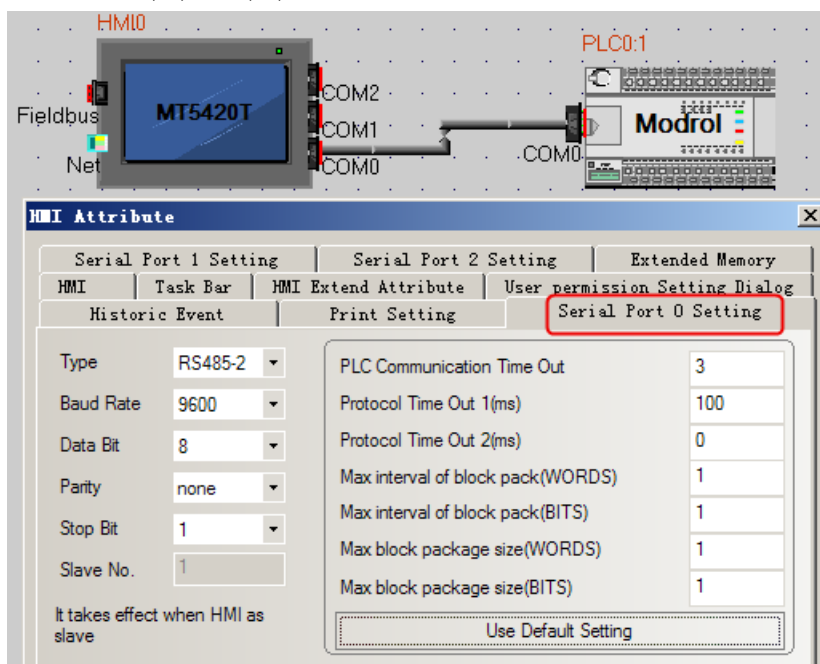 HMI0
PLC0:1
COM2
Fieldbus
MT5420T
COM1
Modrol
Net
COM0
COM0
HMI Attribute
Serial Port 1 Setting
Serial Port 2 Setting
Extended Memory
HMI
Task Bar
HMI Extend Attribute
User permission Setting Dialog
Historic Event
Print Setting
Serial Port 0 Setting
Type RS485-2
Baud Rate 9600
Data Bit 8
Parity none
Stop Bit 1
Slave No. 1
It takes effect when HMI as
slave
PLC Communication Time Out 3
Protocol Time Out 1(ms) 100
Protocol Time Out 2(ms) 0
Max interval of block pack(WORDS) 1
Max interval of block pack(BITS) 1
Max block package size(WORDS) 1
Max block package size(BITS) 1
Use Default Setting